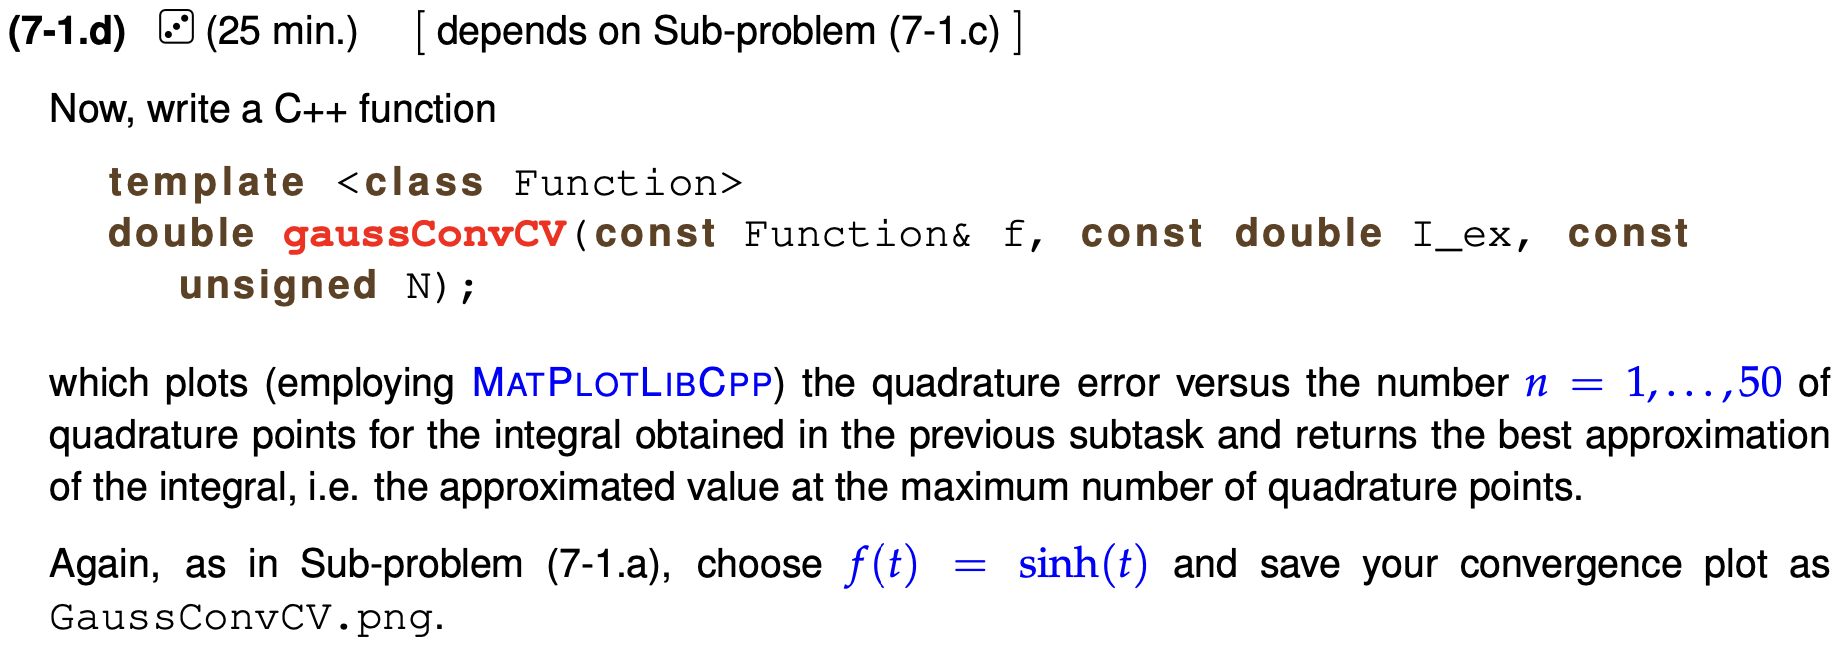 (7-1.d) (25 min.) [ depends on Sub-problem (7-1.c) ]
Now, write a C++ function
template <class Function>
double gaussConvCV(const Function& f, const double I_ex, const
unsigned N);
which plots (employing MATPLOTLIBCPP) the quadrature error versus the number n = 1,...,50 of
quadrature points for the integral obtained in the previous subtask and returns the best approximation
of the integral, i.e. the approximated value at the maximum number of quadrature points.
Again, as in Sub-problem (7-1.a), choose f(t) = sinh(t) and save your convergence plot as
GaussConvCV.png.